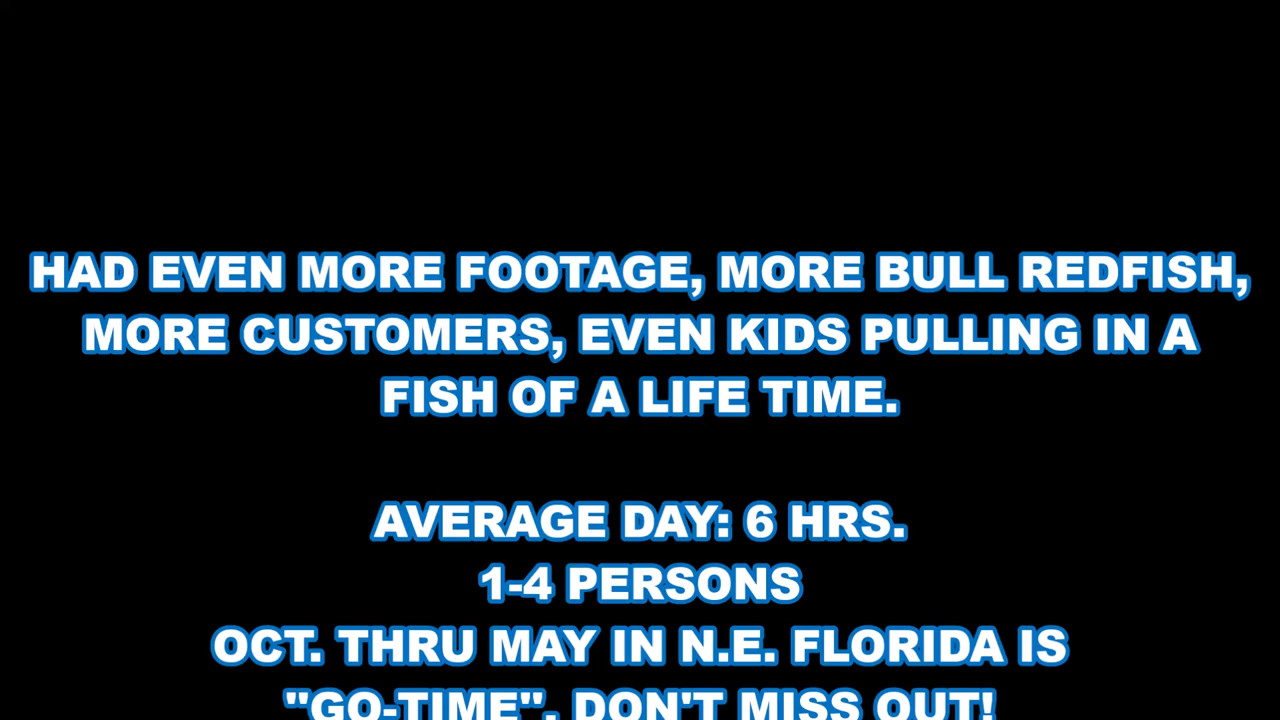 HAD EVEN MORE FOOTAGE, MORE BULL REDFISH,
MORE CUSTOMERS, EVEN KIDS PULLING IN A
FISH OF A LIFE TIME.
AVERAGE DAY: 6 HRS.
1-4 PERSONS
OCT. THRU MAY IN N.E. FLORIDA IS
"GO-TIME". DON'T MISS OUT!